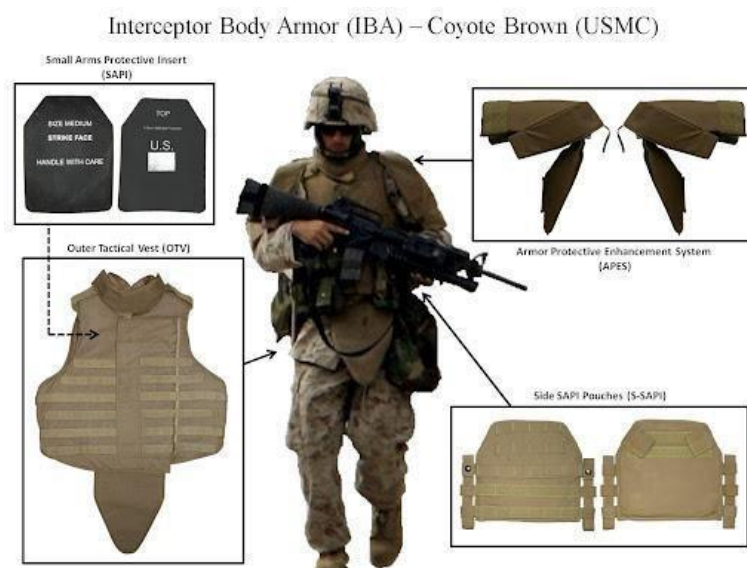 Interceptor Body Armor (IBA) – Coyote Brown (USMC)
Small Arms Protective Insert
(SAPI)
SIZE MEDIUM
STRIKE FACE
HANDLE WITH CARE
TOP
U.S.
Outer Tactical Vest (OTV)
Armor Protective Enhancement System
(APES)
Side SAPI Pouches (S-SAPI)